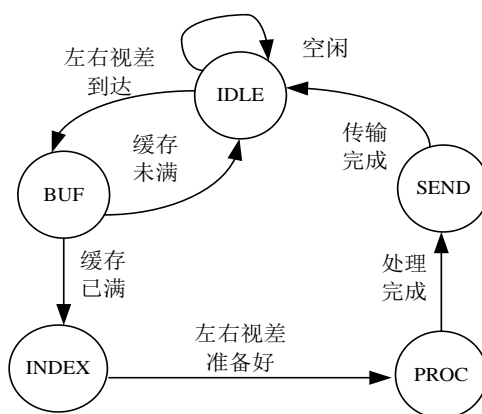 空闲
左右视差
到达
IDLE
缓存
未满
传输
完成
BUF
SEND
缓存
已满
处理
完成
左右视差
准备好
INDEX
PROC